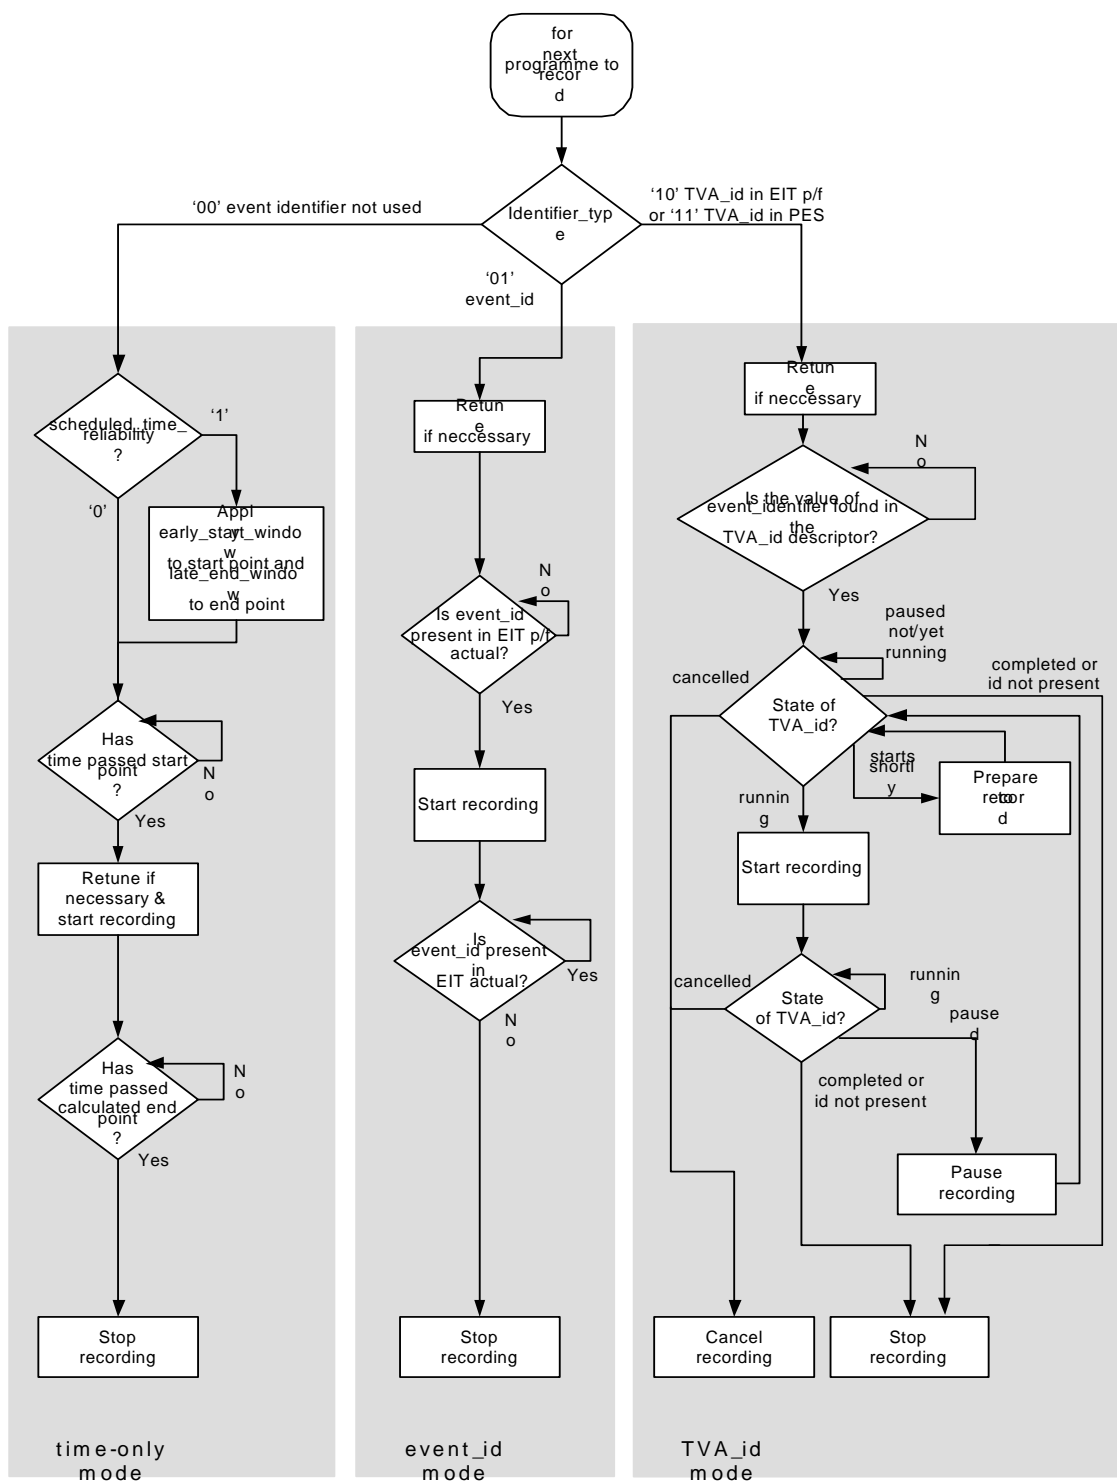 for
next
programme to
recor
d
Identifier_typ
e
'00' event identifier not used
'10' TVA_id in EIT p/f
or '11' TVA_id in PES
'01'
event_id
scheduled_time_
reliability
?
'1'
'0'
Appl
y
early_start_windo
w
to start point and
late_end_windo
w
to end point
Has
time passed start
point
?
N
o
Yes
Retune if
necessary &
start recording
Has
time passed
calculated end
point
?
N
o
Yes
Stop
recording
time-only
mode
Retun
e
if neccessary
Is event_id
present in EIT p/f
actual?
N
o
Yes
Start recording
Is
event_id present
in
EIT actual?
Yes
N
o
Stop
recording
event_id
mode
Retun
e
if neccessary
Is the value of
event_identifer found in
the
TVA_id descriptor?
N
o
Yes
paused
not/yet
running
cancelled
State of
TVA_id?
completed or
id not present
starts
shortl
y
Prepare
to
recor
d
runnin
g
Start recording
cancelled
State
of TVA_id?
runnin
g
pause
d
completed or
id not present
Pause
recording
Cancel
recording
Stop
recording
TVA_id
mode